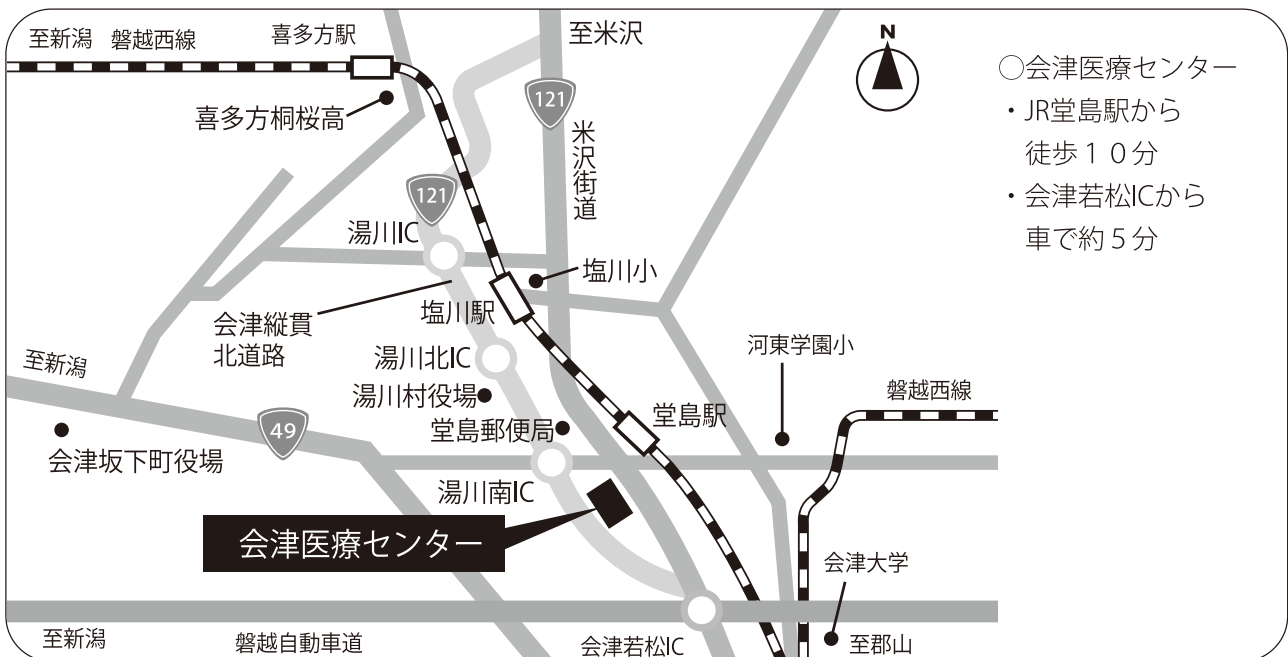 至新潟
磐越西線
喜多方駅
至米沢
N
喜多方桐桜高
121
米沢街道
121
湯川IC
塩川小
塩川駅
会津縦貫
北道路
湯川北IC
河東学園小
至新潟
湯川村役場
磐越西線
49
堂島郵便局
堂島駅
会津坂下町役場
湯川南IC
会津医療センター
会津大学
至新潟
磐越自動車道
会津若松IC
至郡山
○会津医療センター
・JR堂島駅から
徒歩10分
・会津若松ICから
車で約5分